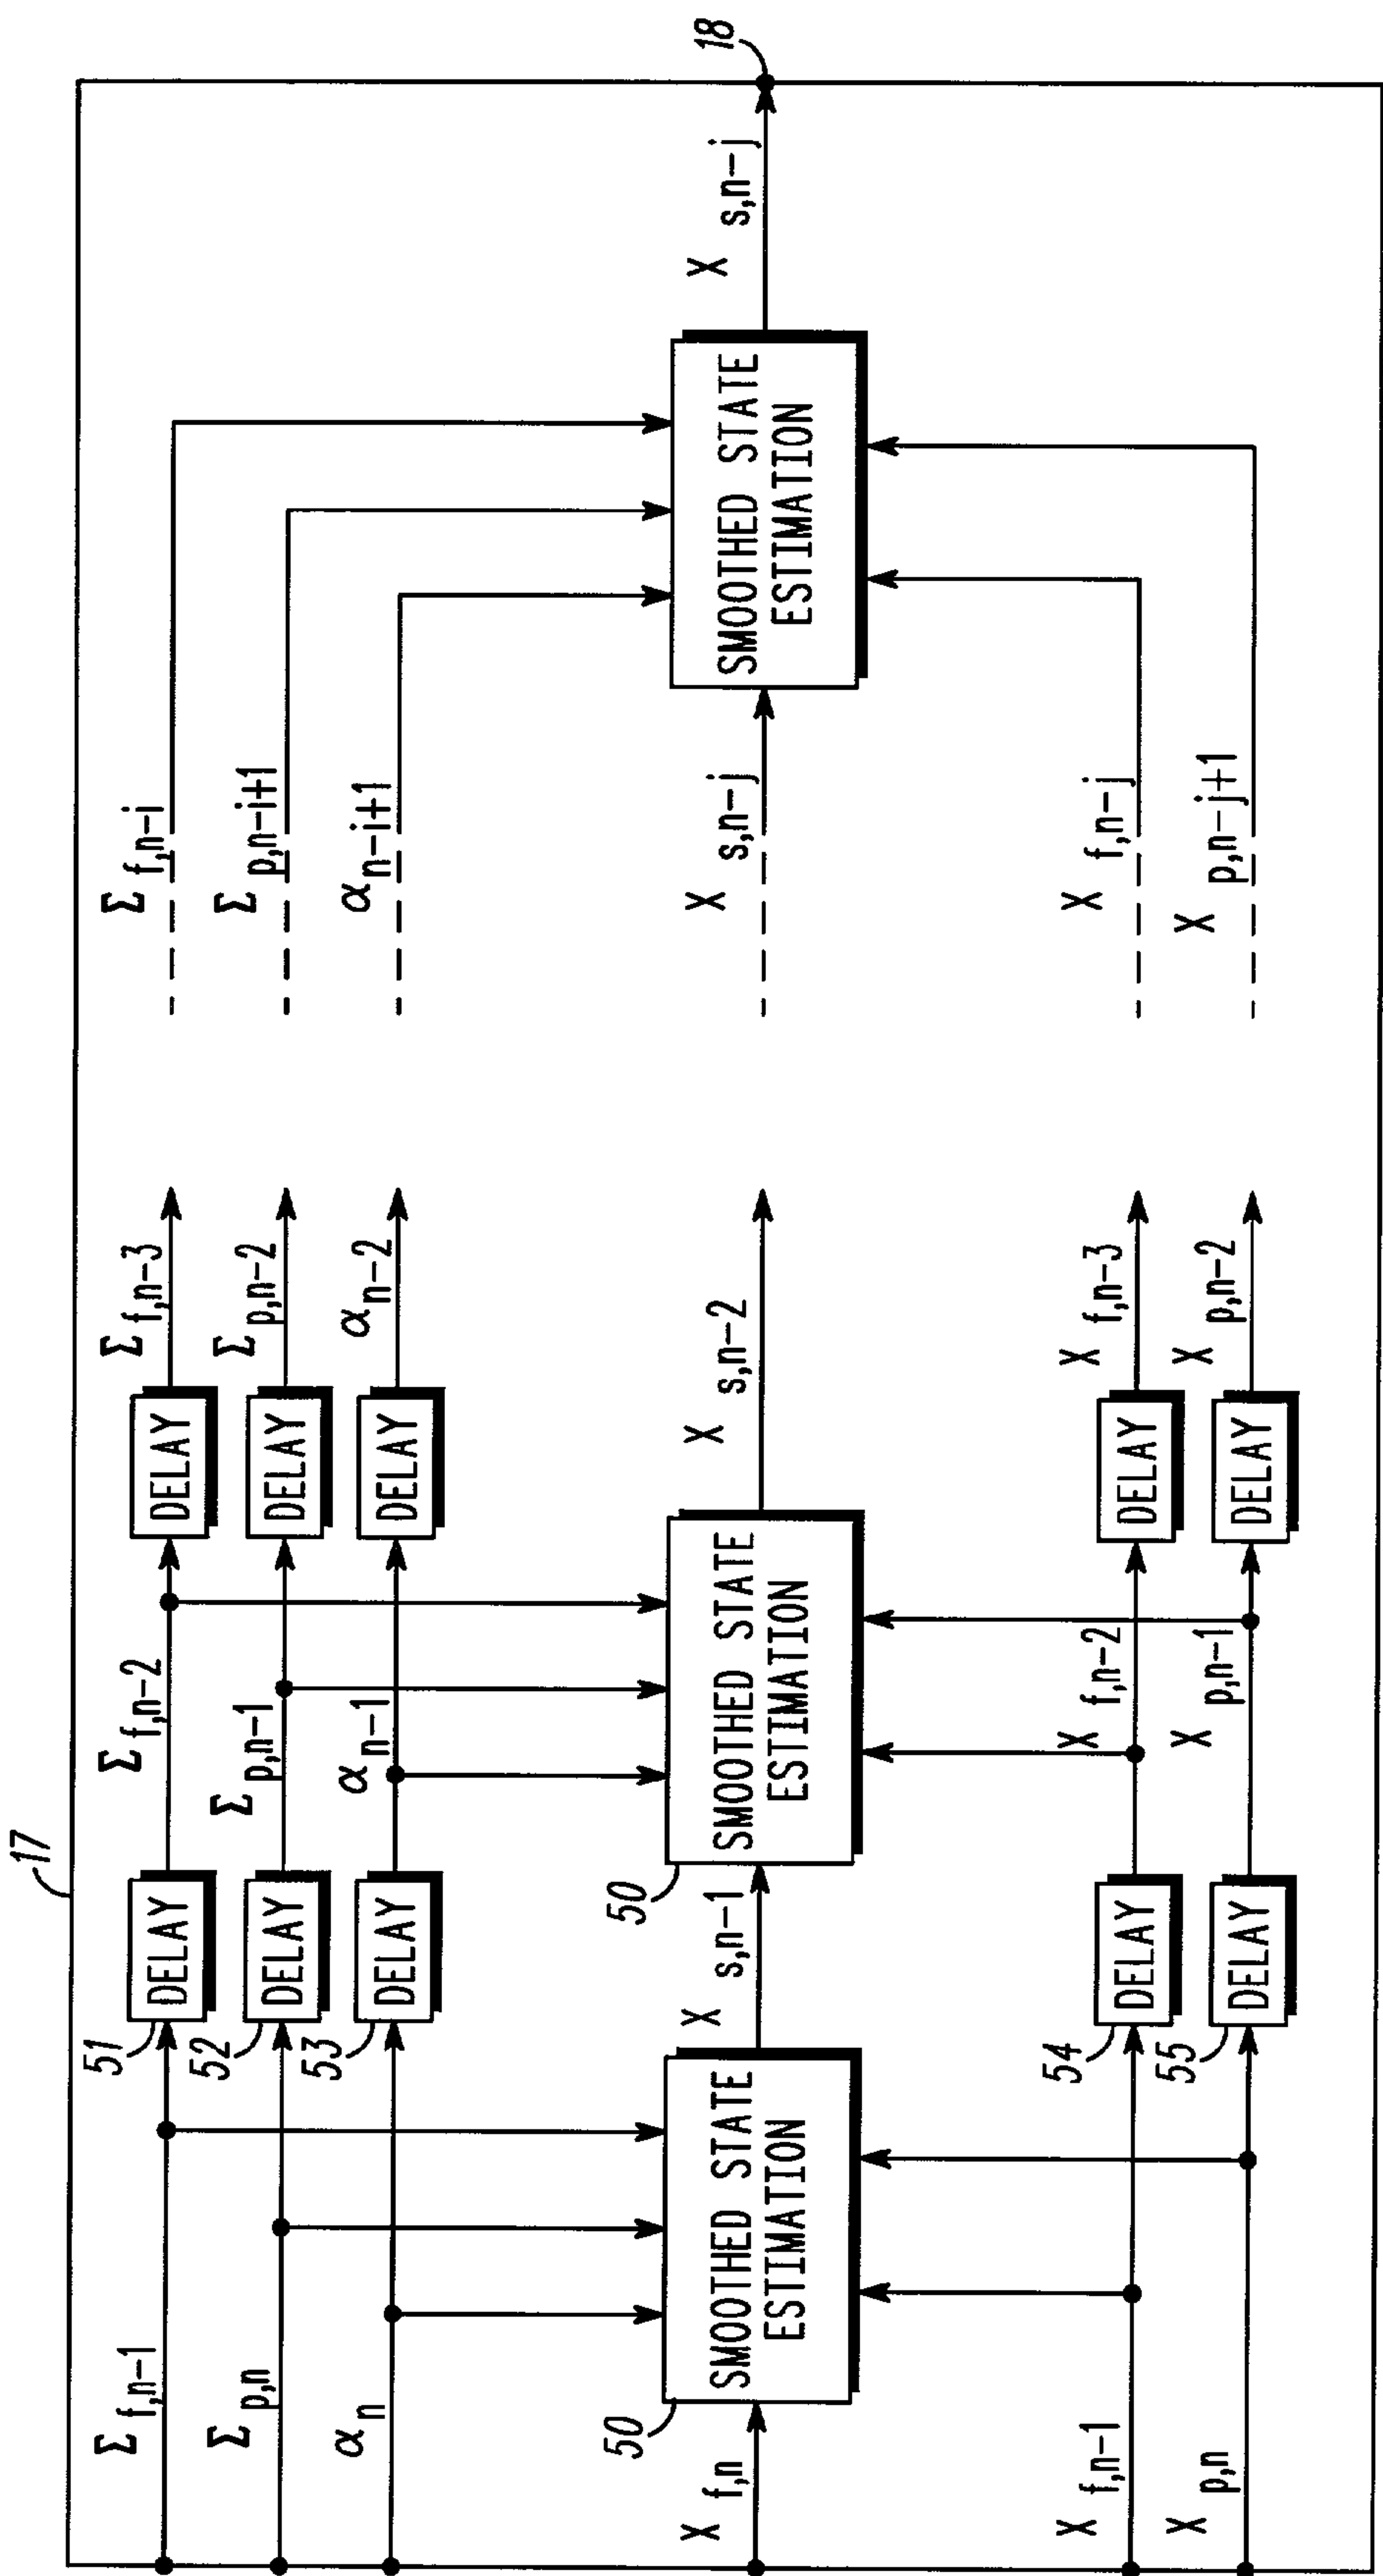 17
Σ f,n-1
51
DELAY
Σ f,n-2
DELAY
Σ f,n-3
Σ f,n-i
Σ p,n
52
DELAY
Σ p,n-1
DELAY
Σ p,n-2
Σ p,n-i+1
α n
53
DELAY
α n-1
DELAY
α n-2
α n-i+1
X f,n
50
SMOOTHED STATE
ESTIMATION
X s,n-1
50
SMOOTHED STATE
ESTIMATION
X s,n-2
X s,n-j
SMOOTHED STATE
ESTIMATION
X s,n-j
18
X f,n-1
54
DELAY
X f,n-2
DELAY
X f,n-3
X f,n-j
X p,n
55
DELAY
X p,n-1
DELAY
X p,n-2
X p,n-j+1